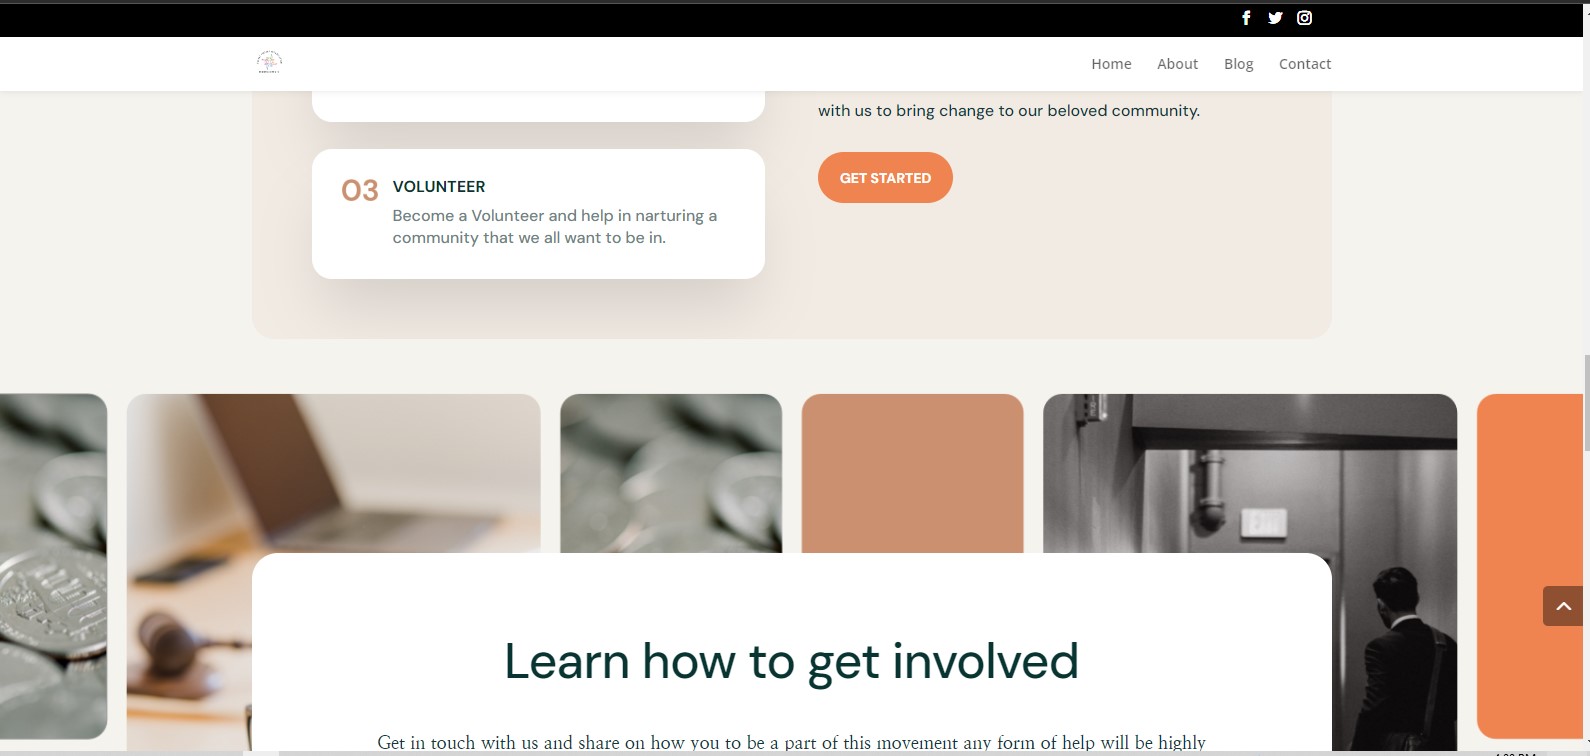 Home About Blog Contact
with us to bring change to our beloved community.
GET STARTED
03 VOLUNTEER
Become a Volunteer and help in narturing a
community that we all want to be in.
Learn how to get involved
Get in touch with us and share on how you to be a part of this movement any form of help will be highly